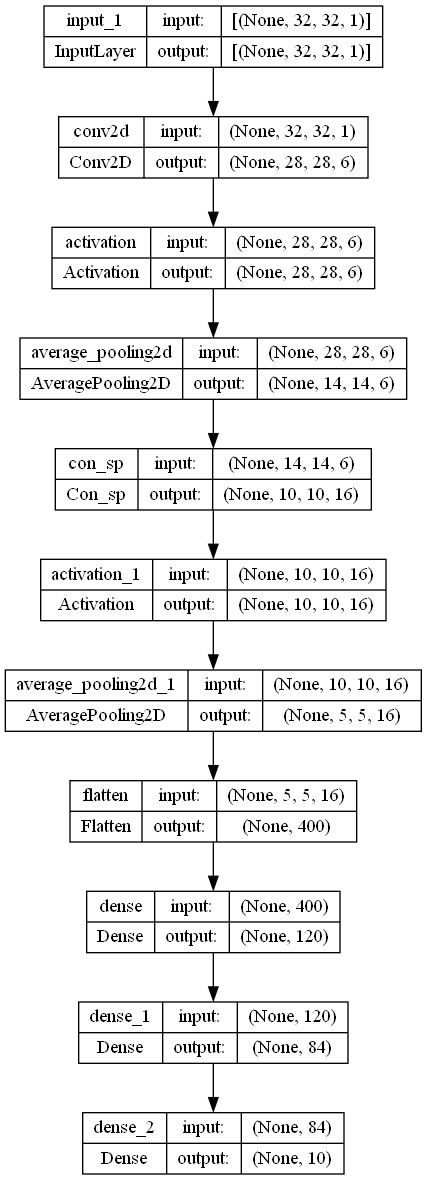 input_1 input: [(None, 32, 32, 1)]
InputLayer output: [(None, 32, 32, 1)]
conv2d input: (None, 32, 32, 1)
Conv2D output: (None, 28, 28, 6)
activation input: (None, 28, 28, 6)
Activation output: (None, 28, 28, 6)
average_pooling2d input: (None, 28, 28, 6)
AveragePooling2D output: (None, 14, 14, 6)
con_sp input: (None, 14, 14, 6)
Con_sp output: (None, 10, 10, 16)
activation_1 input: (None, 10, 10, 16)
Activation output: (None, 10, 10, 16)
average_pooling2d_1 input: (None, 10, 10, 16)
AveragePooling2D output: (None, 5, 5, 16)
flatten input: (None, 5, 5, 16)
Flatten output: (None, 400)
dense input: (None, 400)
Dense output: (None, 120)
dense_1 input: (None, 120)
Dense output: (None, 84)
dense_2 input: (None, 84)
Dense output: (None, 10)